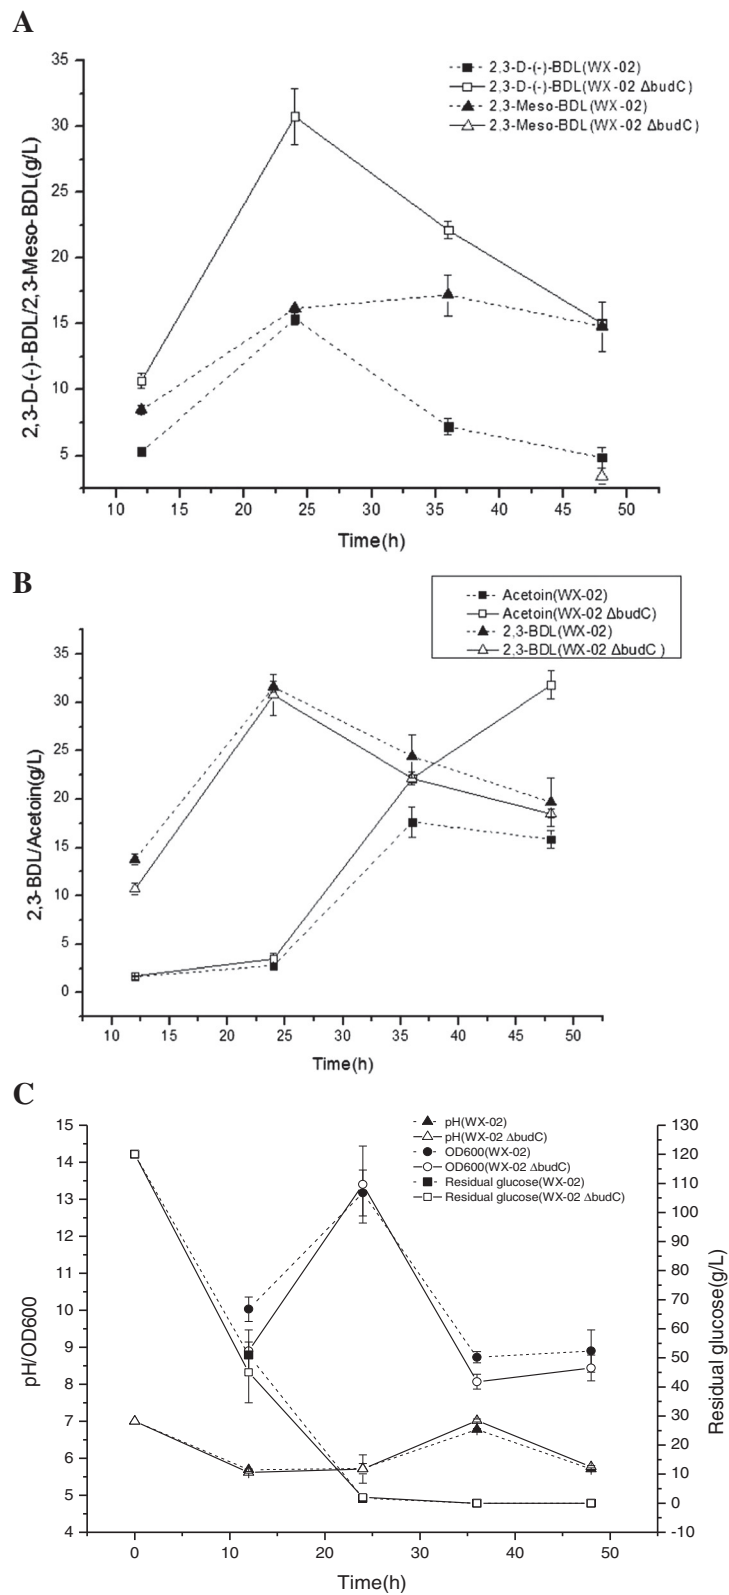 A
2,3-D-(-)-BDL(WX-02)
2,3-D-(-)-BDL(WX-02 ΔbudC)
2,3-Meso-BDL(WX-02)
2,3-Meso-BDL(WX-02 ΔbudC)
35
30
25
20
15
10
5
2,3-D-(-)-BDL/2,3-Meso-BDL(g/L)
10 15 20 25 30 35 40 45 50
Time(h)
B
Acetoin(WX-02)
Acetoin(WX-02 ΔbudC)
2,3-BDL(WX-02)
2,3-BDL(WX-02 ΔbudC )
35
30
25
20
15
10
5
0
2,3-BDL/Acetoin(g/L)
10 15 20 25 30 35 40 45 50
Time(h)
C
pH(WX-02)
pH(WX-02 ΔbudC)
OD600(WX-02)
OD600(WX-02 ΔbudC)
Residual glucose(WX-02)
Residual glucose(WX-02 ΔbudC)
15
14
13
12
11
10
9
8
7
6
5
4
pH/OD600
130
120
110
100
90
80
70
60
50
40
30
20
10
0
-10
Residual glucose(g/L)
0 10 20 30 40 50
Time(h)